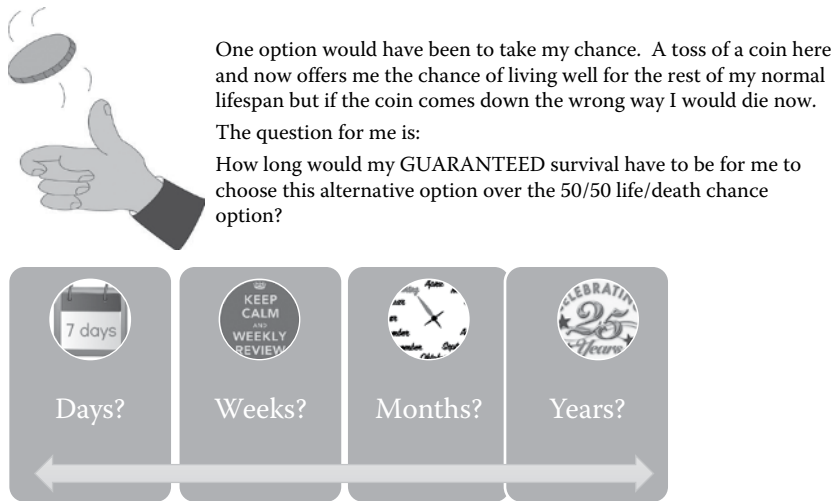 One option would have been to take my chance. A toss of a coin here
and now offers me the chance of living well for the rest of my normal
lifespan but if the coin comes down the wrong way I would die now.
The question for me is:
How long would my GUARANTEED survival have to be for me to
choose this alternative option over the 50/50 life/death chance
option?
7 days
KEEP
CALM
AND
WEEKLY
REVIEW
25
Years
Days?
Weeks?
Months?
Years?